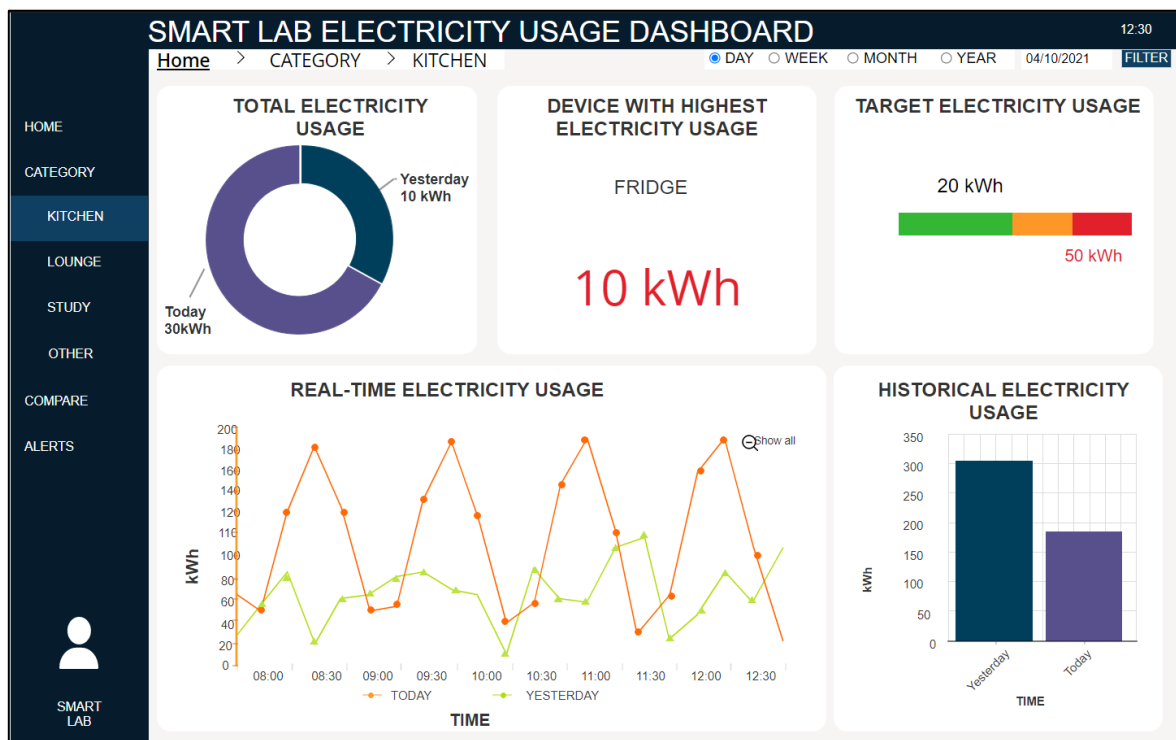 SMART LAB ELECTRICITY USAGE DASHBOARD
12:30
Home > CATEGORY > KITCHEN
DAY WEEK MONTH YEAR 04/10/2021 FILTER
HOME
CATEGORY
KITCHEN
LOUNGE
STUDY
OTHER
COMPARE
ALERTS
SMART
LAB
TOTAL ELECTRICITY
USAGE
Yesterday
10 kWh
Today
30kWh
DEVICE WITH HIGHEST
ELECTRICITY USAGE
FRIDGE
10 kWh
TARGET ELECTRICITY USAGE
20 kWh
50 kWh
REAL-TIME ELECTRICITY USAGE
Show all
kWh
200
180
160
140
120
110
100
80
60
40
20
0
08:00 08:30 09:00 09:30 10:00 10:30 11:00 11:30 12:00 12:30
TODAY YESTERDAY
TIME
HISTORICAL ELECTRICITY
USAGE
kWh
350
300
250
200
150
100
50
0
Yesterday Today
TIME